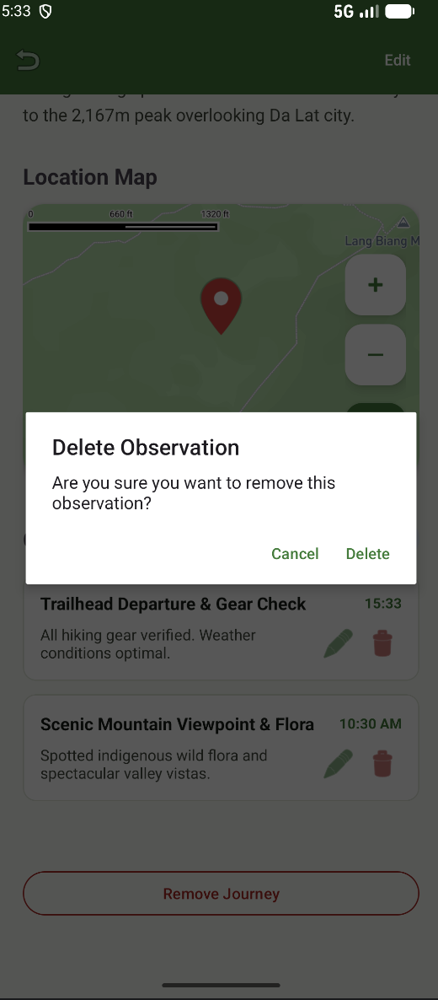 5:33
5G
Edit
to the 2,167m peak overlooking Da Lat city.
Location Map
0 660 ft 1320 ft
Lang Biang M
+
−
Delete Observation
Are you sure you want to remove this
observation?
Cancel Delete
Trailhead Departure & Gear Check 15:33
All hiking gear verified. Weather
conditions optimal.
Scenic Mountain Viewpoint & Flora 10:30 AM
Spotted indigenous wild flora and
spectacular valley vistas.
Remove Journey